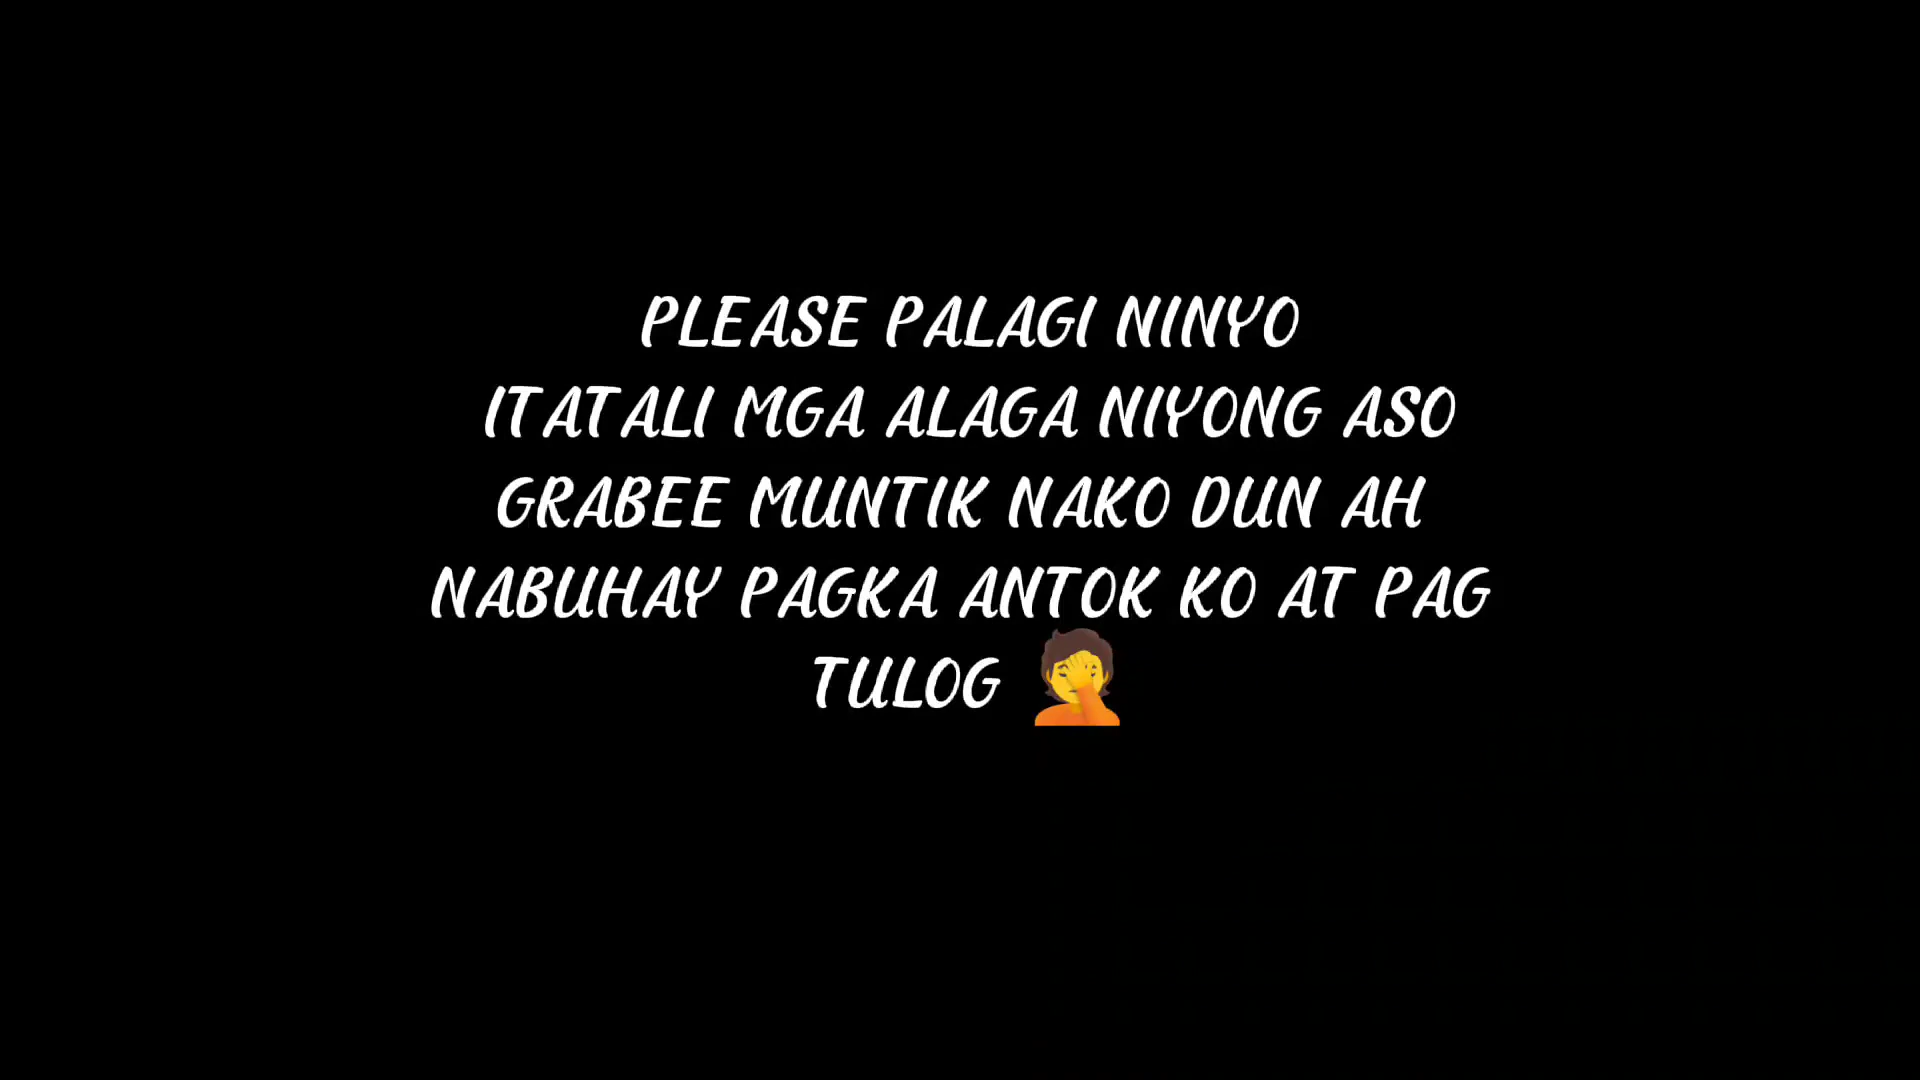 PLEASE PALAGI NINYO
ITATALI MGA ALAGA NIYONG ASO
GRABEE MUNTIK NAKO DUN AH
NABUHAY PAGKA ANTOK KO AT PAG
TULOG 🤦